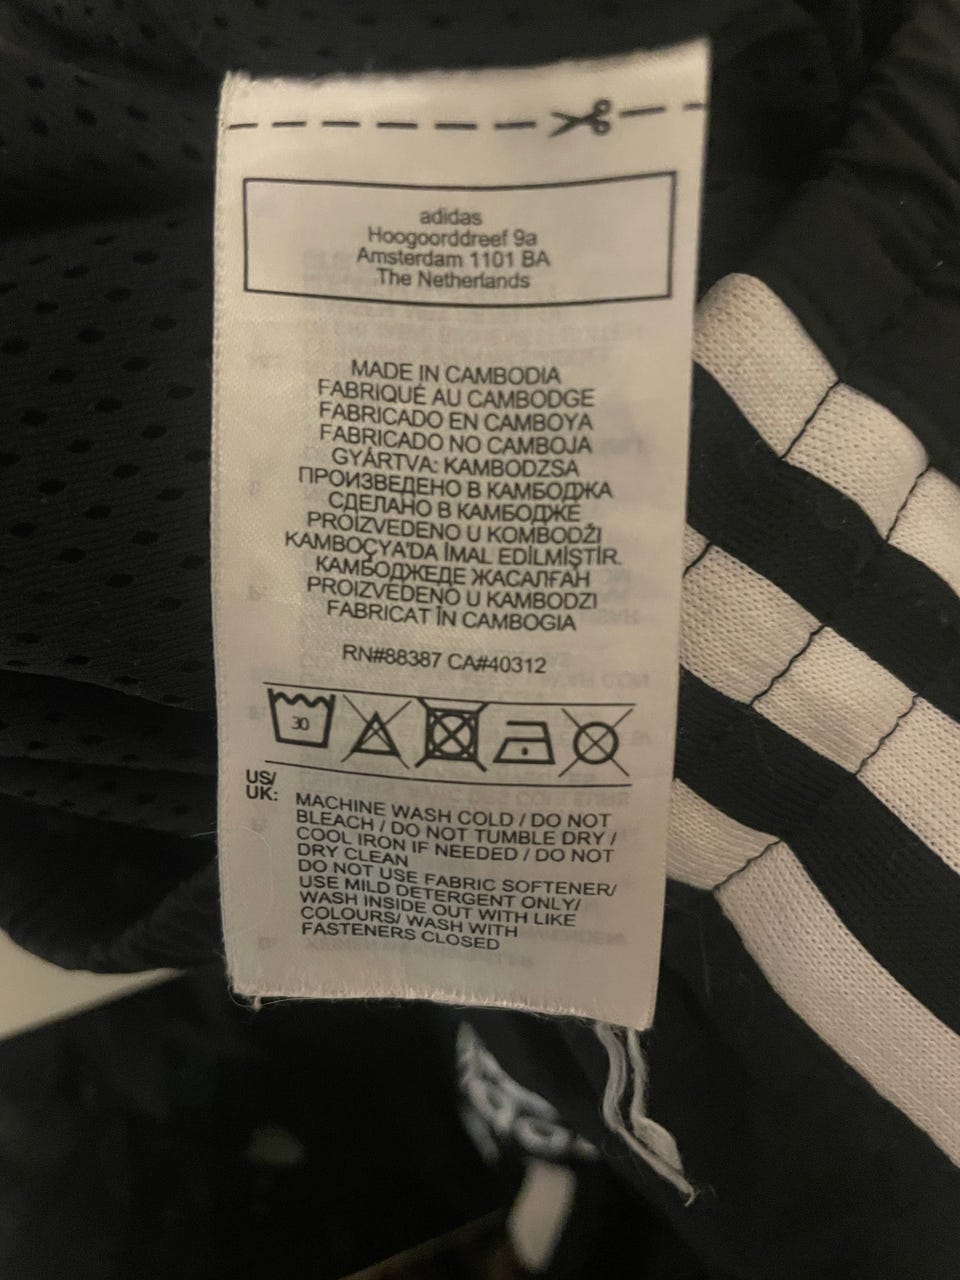 adidas
Hoogoorddreef 9a
Amsterdam 1101 BA
The Netherlands
MADE IN CAMBODIA
FABRIQUÉ AU CAMBODGE
FABRICADO EN CAMBOYA
FABRICADO NO CAMBOJA
GYÁRTVA: KAMBODZSA
ПРОИЗВЕДЕНО В КАМБОДЖА
СДЕЛАНО В КАМБОДЖЕ
PROIZVEDENO U KOMBODŽI
KAMBOÇYA'DA İMAL EDİLMİŞTİR.
КАМБОДЖЕДЕ ЖАСАЛҒАН
PROIZVEDENO U KAMBODZI
FABRICAT ÎN CAMBOGIA
RN#88387 CA#40312
30
US/
UK:
MACHINE WASH COLD / DO NOT
BLEACH / DO NOT TUMBLE DRY /
COOL IRON IF NEEDED / DO NOT
DRY CLEAN
DO NOT USE FABRIC SOFTENER/
USE MILD DETERGENT ONLY/
WASH INSIDE OUT WITH LIKE
COLOURS/ WASH WITH
FASTENERS CLOSED